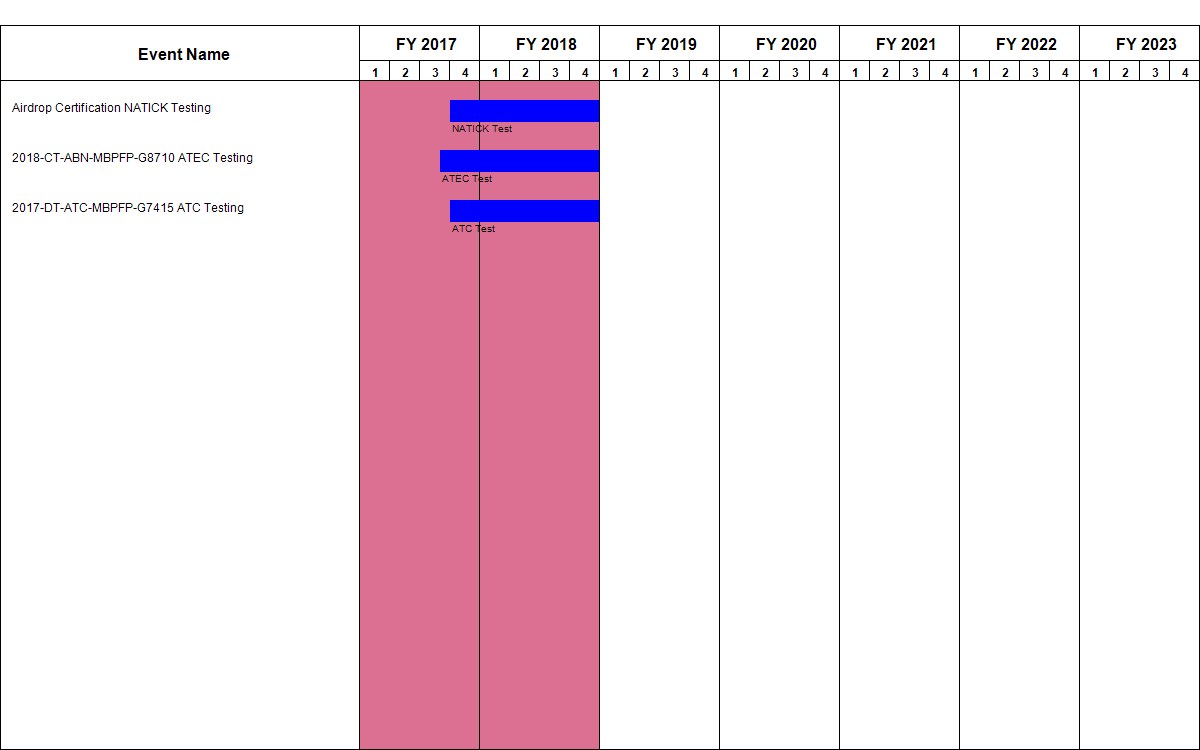 Event Name
FY 2017 FY 2018 FY 2019 FY 2020 FY 2021 FY 2022 FY 2023
1 2 3 4 1 2 3 4 1 2 3 4 1 2 3 4 1 2 3 4 1 2 3 4 1 2 3 4
Airdrop Certification NATICK Testing
NATICK Test
2018-CT-ABN-MBPFP-G8710 ATEC Testing
ATEC Test
2017-DT-ATC-MBPFP-G7415 ATC Testing
ATC Test